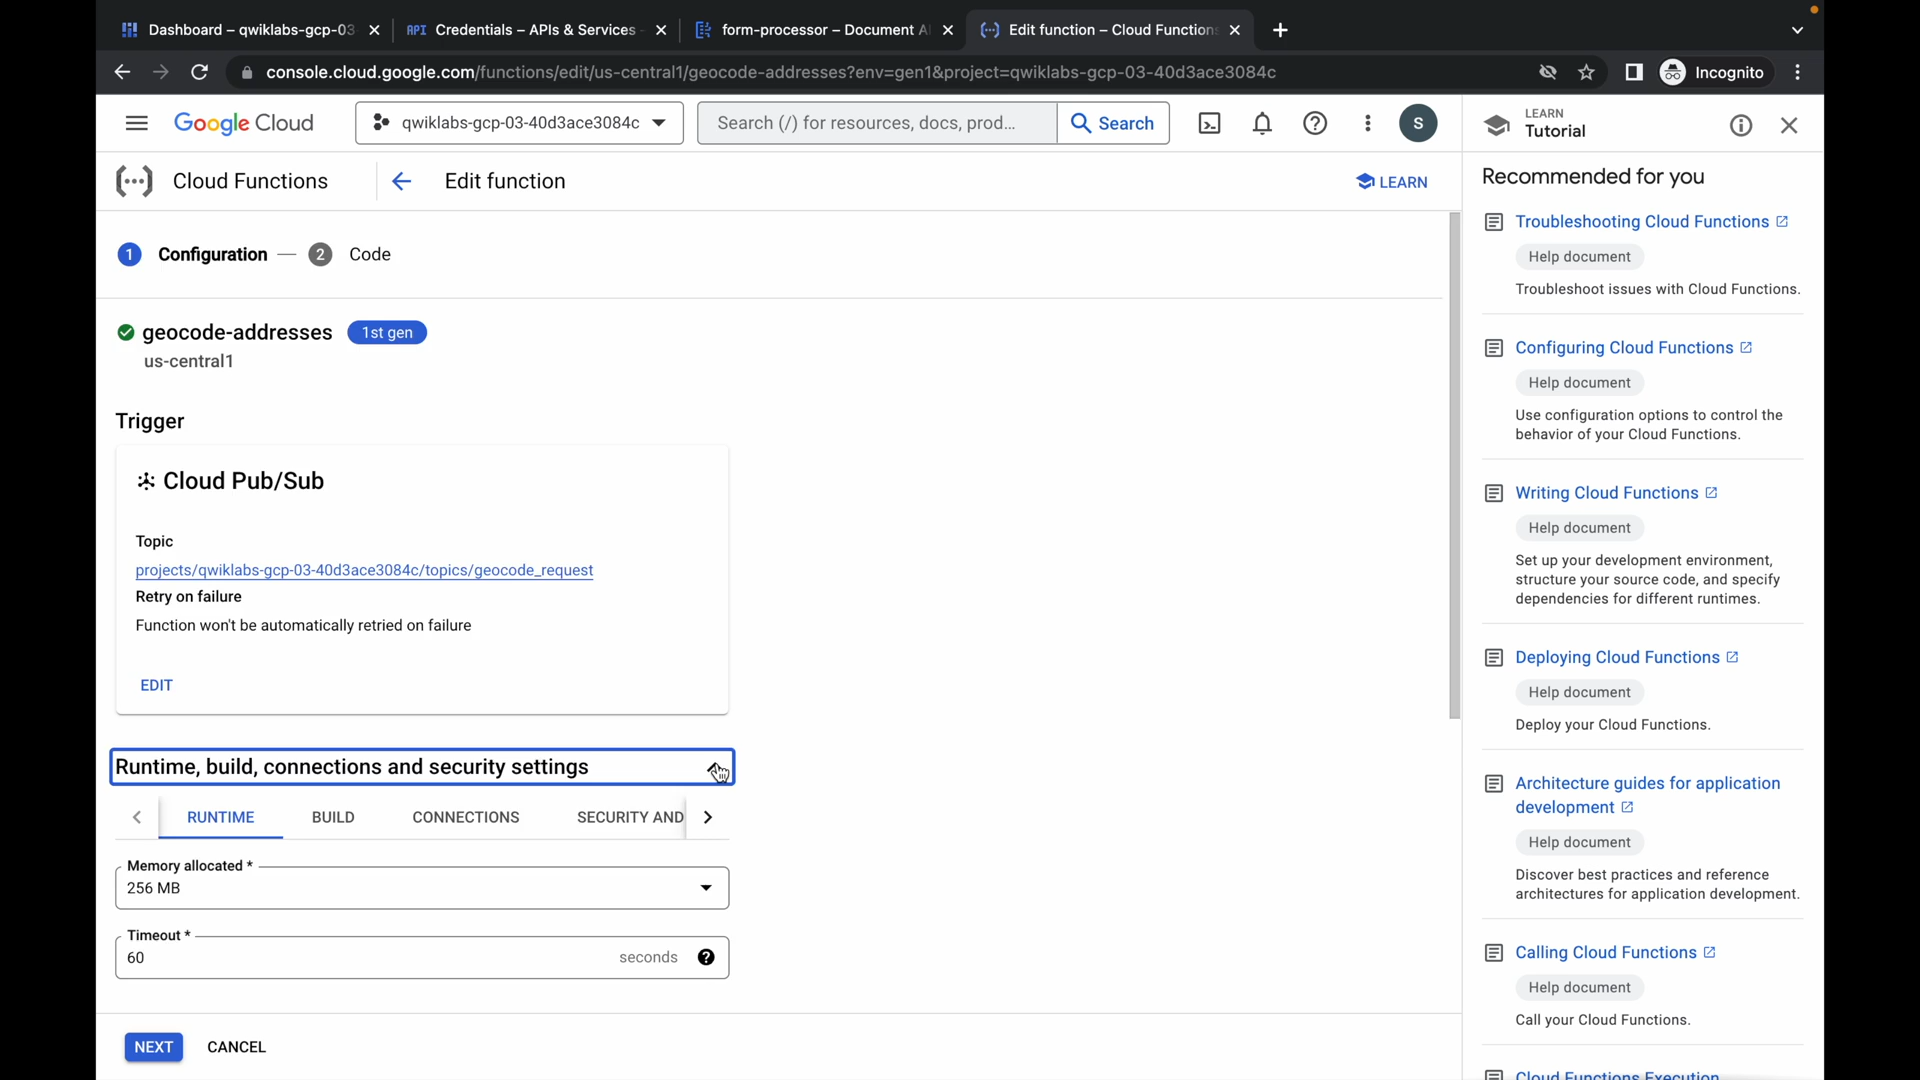 Dashboard – qwiklabs-gcp-03
API Credentials – APIs & Services
form-processor – Document A
Edit function – Cloud Functions
console.cloud.google.com/functions/edit/us-central1/geocode-addresses?env=gen1&project=qwiklabs-gcp-03-40d3ace3084c
Incognito
Google Cloud
qwiklabs-gcp-03-40d3ace3084c
Search (/) for resources, docs, prod...
Search
S
Cloud Functions
Edit function
LEARN
1 Configuration — 2 Code
geocode-addresses 1st gen
us-central1
Trigger
Cloud Pub/Sub
Topic
projects/qwiklabs-gcp-03-40d3ace3084c/topics/geocode_request
Retry on failure
Function won't be automatically retried on failure
EDIT
Runtime, build, connections and security settings
RUNTIME BUILD CONNECTIONS SECURITY AND
Memory allocated *
256 MB
Timeout *
60 seconds
NEXT CANCEL
LEARN
Tutorial
Recommended for you
Troubleshooting Cloud Functions
Help document
Troubleshoot issues with Cloud Functions.
Configuring Cloud Functions
Help document
Use configuration options to control the
behavior of your Cloud Functions.
Writing Cloud Functions
Help document
Set up your development environment,
structure your source code, and specify
dependencies for different runtimes.
Deploying Cloud Functions
Help document
Deploy your Cloud Functions.
Architecture guides for application
development
Help document
Discover best practices and reference
architectures for application development.
Calling Cloud Functions
Help document
Call your Cloud Functions.
Cloud Functions Execution